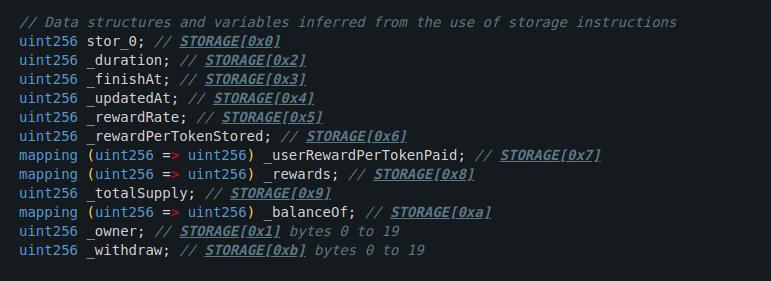 // Data structures and variables inferred from the use of storage instructions
uint256 stor_0; // STORAGE[0x0]
uint256 _duration; // STORAGE[0x2]
uint256 _finishAt; // STORAGE[0x3]
uint256 _updatedAt; // STORAGE[0x4]
uint256 _rewardRate; // STORAGE[0x5]
uint256 _rewardPerTokenStored; // STORAGE[0x6]
mapping (uint256 => uint256) _userRewardPerTokenPaid; // STORAGE[0x7]
mapping (uint256 => uint256) _rewards; // STORAGE[0x8]
uint256 _totalSupply; // STORAGE[0x9]
mapping (uint256 => uint256) _balanceOf; // STORAGE[0xa]
uint256 _owner; // STORAGE[0x1] bytes 0 to 19
uint256 _withdraw; // STORAGE[0xb] bytes 0 to 19